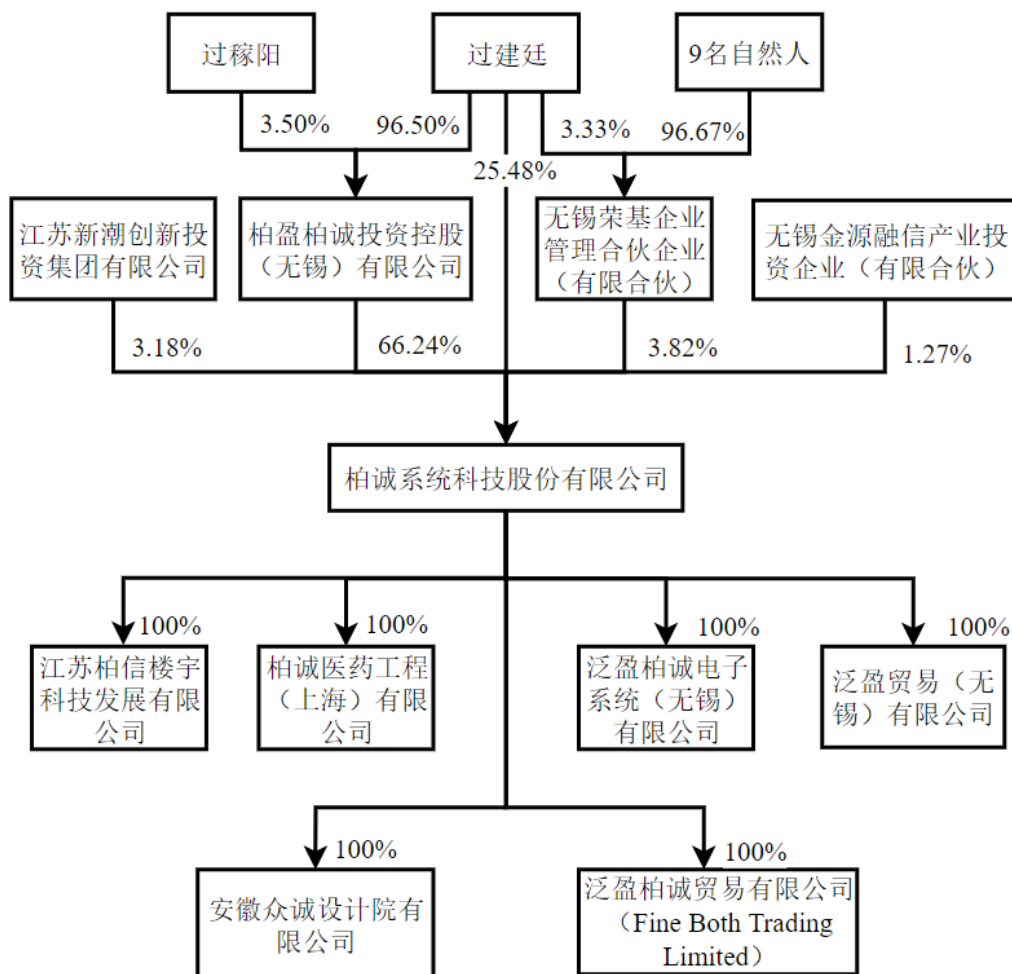 过稼阳
过建廷
9名自然人
3.50%
96.50%
3.33%
96.67%
25.48%
江苏新潮创新投
资集团有限公司
柏盈柏诚投资控股
（无锡）有限公司
无锡荣基企业
管理合伙企业
（有限合伙）
无锡金源融信产业投
资企业（有限合伙）
3.18%
66.24%
3.82%
1.27%
柏诚系统科技股份有限公司
100%
100%
100%
100%
江苏柏信楼宇
科技发展有限
公司
柏诚医药工程
（上海）有限
公司
泛盈柏诚电子
系统（无锡）
有限公司
泛盈贸易（无
锡）有限公司
100%
100%
安徽众诚设计院有
限公司
泛盈柏诚贸易有限公司
（Fine Both Trading
Limited）